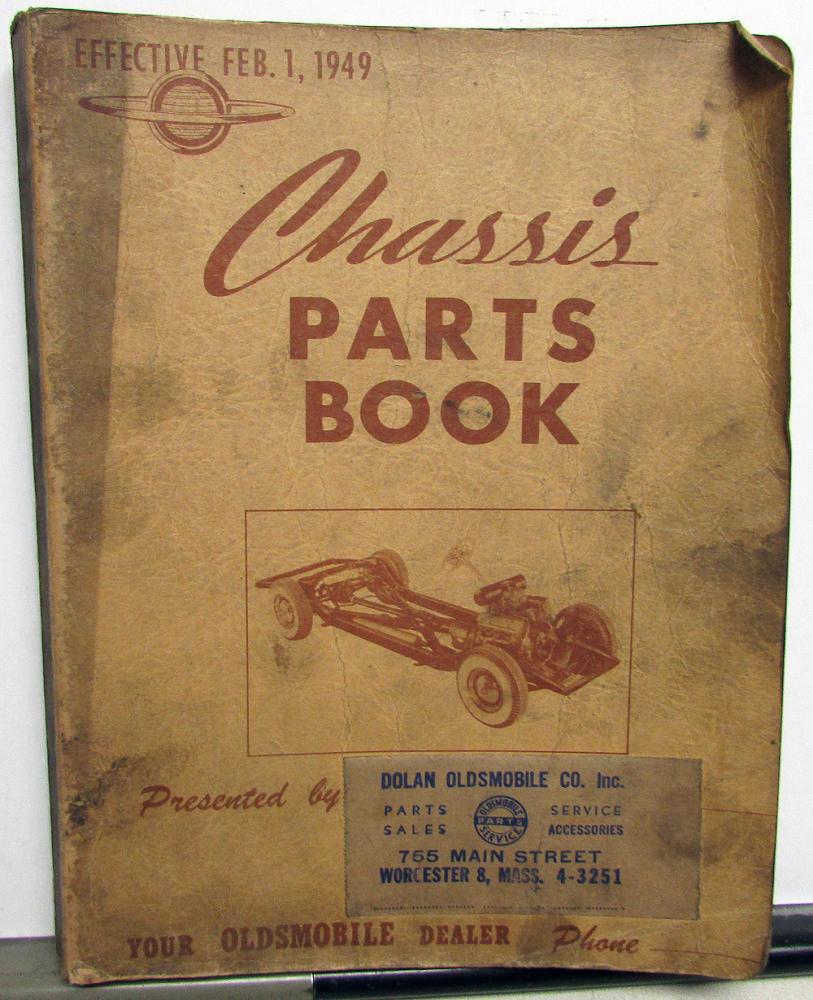 EFFECTIVE FEB. 1, 1949
Chassis
PARTS
BOOK
Presented by
DOLAN OLDSMOBILE CO. Inc.
PARTS OLDSMOBILE SERVICE
SALES PARTS ACCESSORIES
SERVICE
755 MAIN STREET
WORCESTER 8, MASS. 4-3251
YOUR OLDSMOBILE DEALER Phone